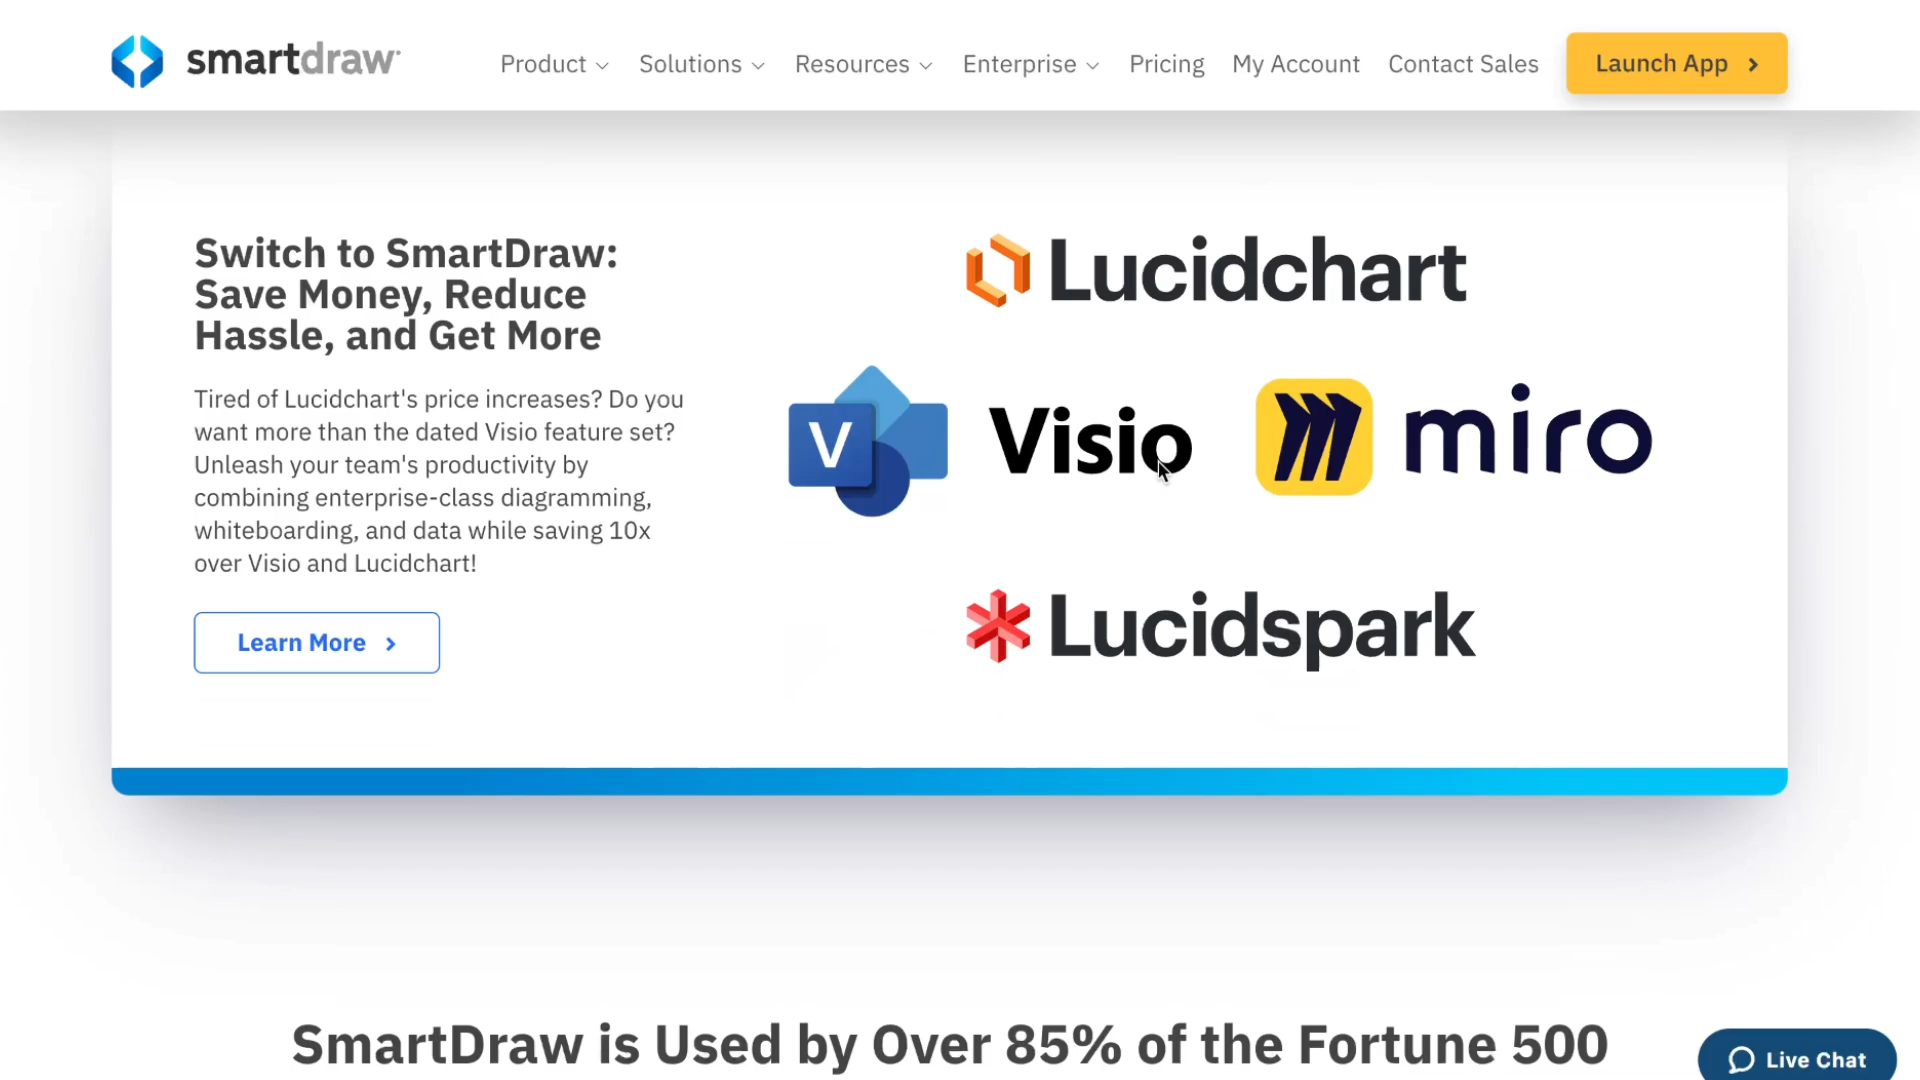 smartdraw
Product
Solutions
Resources
Enterprise
Pricing
My Account
Contact Sales
Launch App
Switch to SmartDraw:
Save Money, Reduce
Hassle, and Get More
Tired of Lucidchart's price increases? Do you
want more than the dated Visio feature set?
Unleash your team's productivity by
combining enterprise-class diagramming,
whiteboarding, and data while saving 10x
over Visio and Lucidchart!
Learn More
Lucidchart
V
Visio
miro
Lucidspark
SmartDraw is Used by Over 85% of the Fortune 500
Live Chat